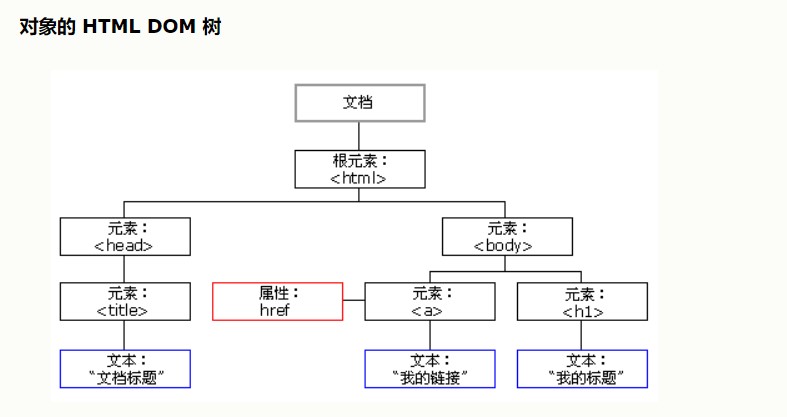 对象的 HTML DOM 树
文档
根元素：
<html>
元素：
<head>
元素：
<body>
元素：
<title>
属性：
href
元素：
<a>
元素：
<h1>
文本：
“文档标题”
文本：
“我的链接”
文本：
“我的标题”